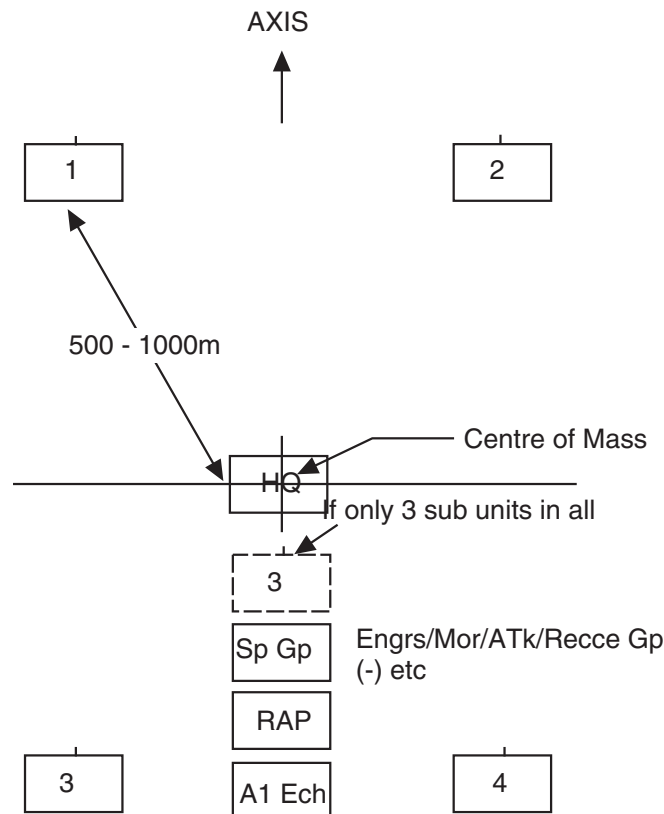 AXIS
1
2
500 - 1000m
Centre of Mass
HQ
If only 3 sub units in all
3
Sp Gp
Engrs/Mor/ATk/Recce Gp
(-) etc
RAP
3
A1 Ech
4